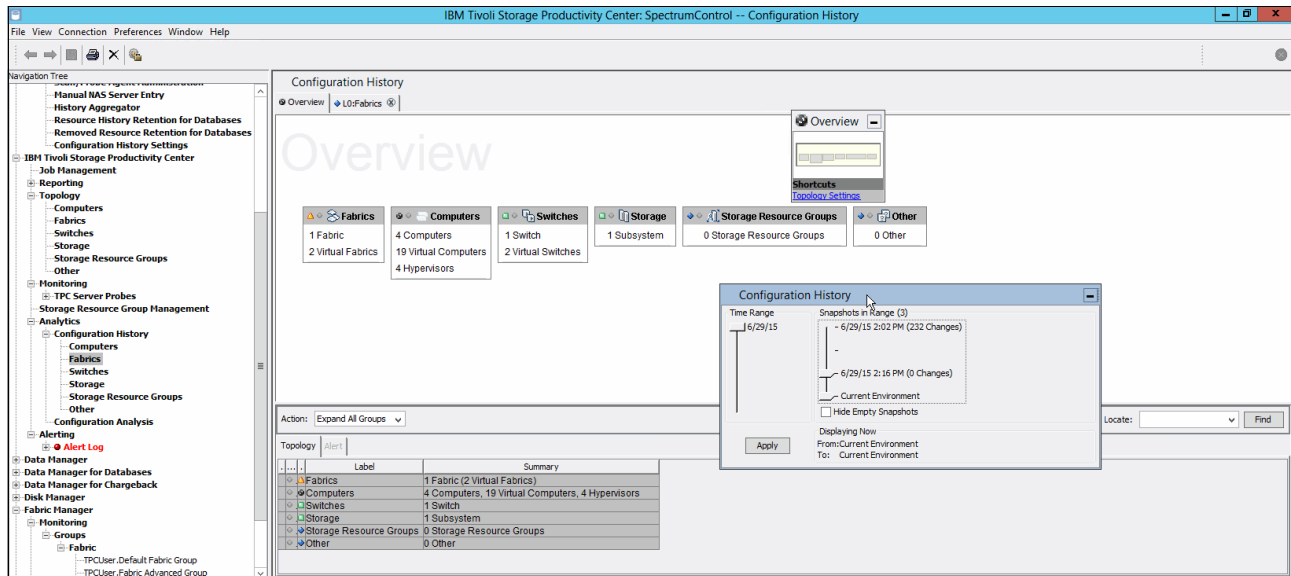 IBM Tivoli Storage Productivity Center: SpectrumControl -- Configuration History
File View Connection Preferences Window Help
Navigation Tree
Manual NAS Server Entry
History Aggregator
Resource History Retention for Databases
Removed Resource Retention for Databases
Configuration History Settings
IBM Tivoli Storage Productivity Center
Job Management
Reporting
Topology
Computers
Fabrics
Switches
Storage
Storage Resource Groups
Other
Monitoring
TPC Server Probes
Storage Resource Group Management
Analytics
Configuration History
Computers
Fabrics
Switches
Storage
Storage Resource Groups
Other
Configuration Analysis
Alerting
Alert Log
Data Manager
Data Manager for Databases
Data Manager for Chargeback
Disk Manager
Fabric Manager
Monitoring
Groups
Fabric
TPCUser.Default Fabric Group
TPCUser.Fabric Advanced Group
Configuration History
Overview L0:Fabrics
Overview
Overview
Shortcuts
Topology Settings
Fabrics Computers Switches Storage Storage Resource Groups Other
1 Fabric 4 Computers 1 Switch 1 Subsystem 0 Storage Resource Groups 0 Other
2 Virtual Fabrics 19 Virtual Computers 2 Virtual Switches
4 Hypervisors
Configuration History
Time Range Snapshots in Range (3)
6/29/15 - 6/29/15 2:02 PM (232 Changes)
-
6/29/15 2:16 PM (0 Changes)
Current Environment
Hide Empty Snapshots
Displaying Now
Apply From:Current Environment
To: Current Environment
Action: Expand All Groups Locate: Find
Topology Alert
. ... . Label Summary
Fabrics 1 Fabric (2 Virtual Fabrics)
Computers 4 Computers, 19 Virtual Computers, 4 Hypervisors
Switches 1 Switch
Storage 1 Subsystem
Storage Resource Groups 0 Storage Resource Groups
Other 0 Other